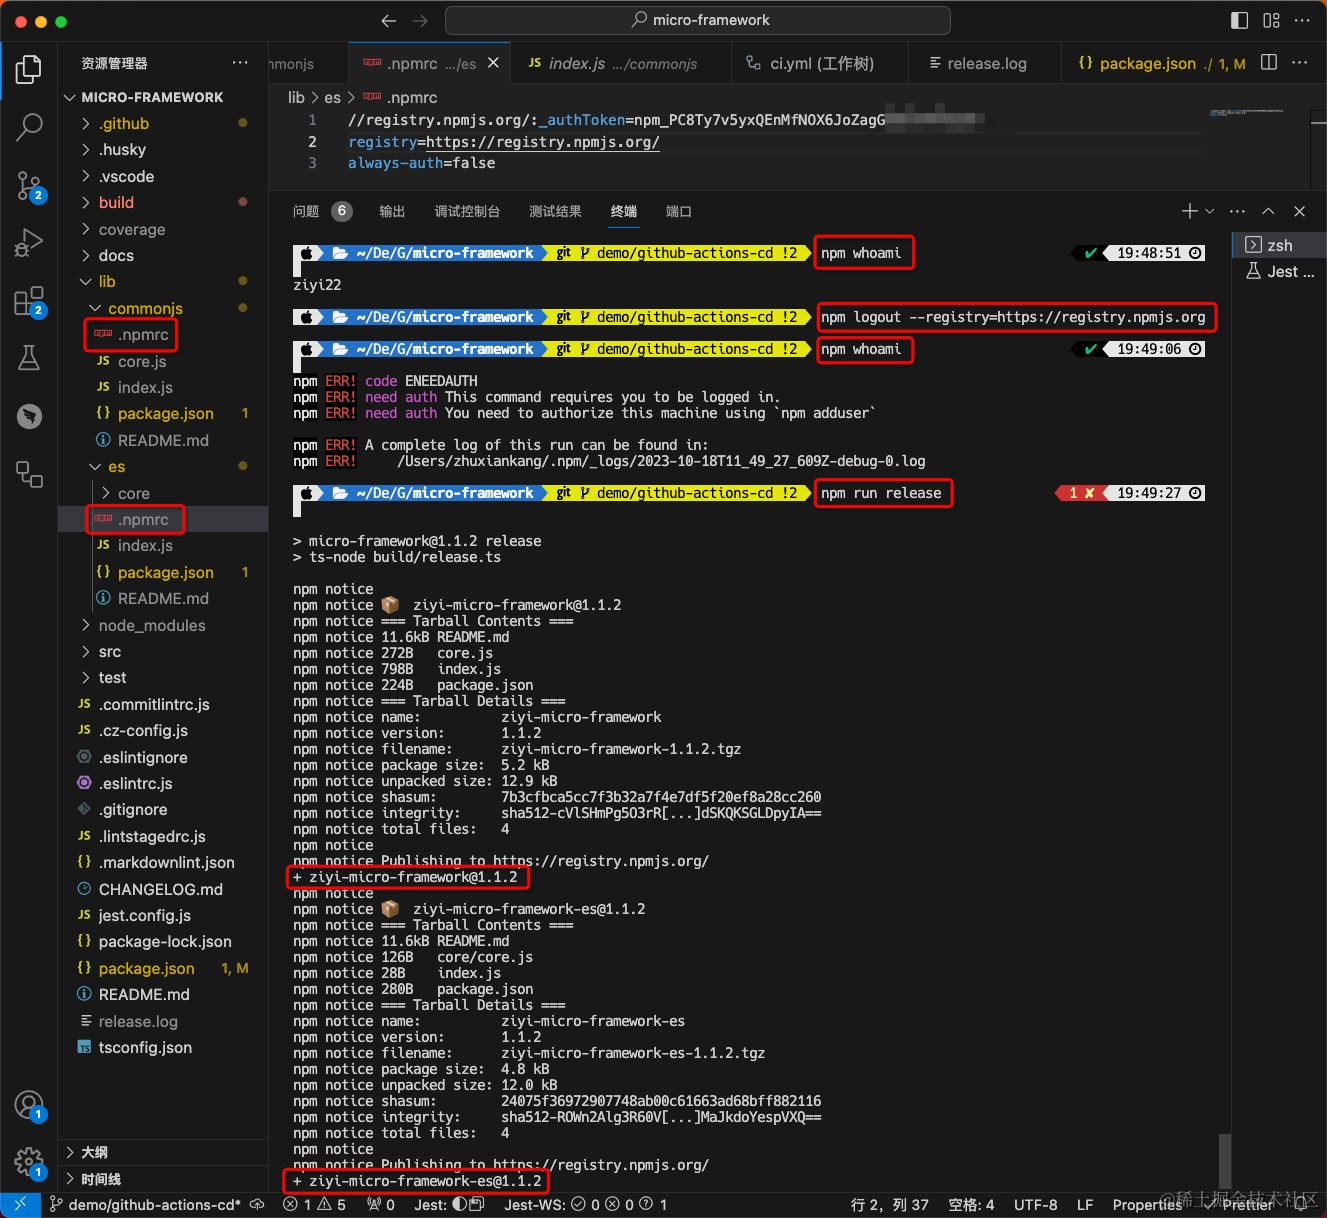 micro-framework
资源管理器
mmonjs
.npmrc .../es
index.js .../commonjs
ci.yml (工作树)
release.log
package.json ./ 1, M
MICRO-FRAMEWORK
.github
.husky
.vscode
build
coverage
docs
lib
commonjs
.npmrc
core.js
index.js
package.json 1
README.md
es
core
.npmrc
index.js
package.json 1
README.md
node_modules
src
test
.commitlintrc.js
.cz-config.js
.eslintignore
.eslintrc.js
.gitignore
.lintstagedrc.js
.markdownlint.json
CHANGELOG.md
jest.config.js
package-lock.json
package.json 1, M
README.md
release.log
tsconfig.json
大纲
时间线
2
2
1
1
lib > es > .npmrc
1 //registry.npmjs.org/:_authToken=npm_PC8Ty7v5yxQEnMfNOX6JoZagG
2 registry=https://registry.npmjs.org/
3 always-auth=false
问题 6 输出 调试控制台 测试结果 终端 端口
zsh
Jest ...
~/De/G/micro-framework git demo/github-actions-cd !2 npm whoami ✔ 19:48:51
ziyi22
~/De/G/micro-framework git demo/github-actions-cd !2 npm logout --registry=https://registry.npmjs.org
~/De/G/micro-framework git demo/github-actions-cd !2 npm whoami ✔ 19:49:06
npm ERR! code ENEEDAUTH
npm ERR! need auth This command requires you to be logged in.
npm ERR! need auth You need to authorize this machine using `npm adduser`
npm ERR! A complete log of this run can be found in:
npm ERR!     /Users/zhuxiankang/.npm/_logs/2023-10-18T11_49_27_609Z-debug-0.log
~/De/G/micro-framework git demo/github-actions-cd !2 npm run release 1 ✘ 19:49:27
> micro-framework@1.1.2 release
> ts-node build/release.ts
npm notice
npm notice 📦 ziyi-micro-framework@1.1.2
npm notice === Tarball Contents ===
npm notice 11.6kB README.md
npm notice 272B core.js
npm notice 798B index.js
npm notice 224B package.json
npm notice === Tarball Details ===
npm notice name: ziyi-micro-framework
npm notice version: 1.1.2
npm notice filename: ziyi-micro-framework-1.1.2.tgz
npm notice package size: 5.2 kB
npm notice unpacked size: 12.9 kB
npm notice shasum: 7b3cfbca5cc7f3b32a7f4e7df5f20ef8a28cc260
npm notice integrity: sha512-cVlSHmPg5O3rR[...]dSKQKSGLDpyIA==
npm notice total files: 4
npm notice
npm notice Publishing to https://registry.npmjs.org/
+ ziyi-micro-framework@1.1.2
npm notice
npm notice 📦 ziyi-micro-framework-es@1.1.2
npm notice === Tarball Contents ===
npm notice 11.6kB README.md
npm notice 126B core/core.js
npm notice 28B index.js
npm notice 280B package.json
npm notice === Tarball Details ===
npm notice name: ziyi-micro-framework-es
npm notice version: 1.1.2
npm notice filename: ziyi-micro-framework-es-1.1.2.tgz
npm notice package size: 4.8 kB
npm notice unpacked size: 12.0 kB
npm notice shasum: 24075f36972907748ab00c61663ad68bff882116
npm notice integrity: sha512-ROWn2Alg3R60V[...]MaJkdoYespVXQ==
npm notice total files: 4
npm notice
npm notice Publishing to https://registry.npmjs.org/
+ ziyi-micro-framework-es@1.1.2
demo/github-actions-cd* 1 5 0 Jest: Jest-WS: 0 0 1 行 2，列 37 空格: 4 UTF-8 LF Properties Prettier
@稀土掘金技术社区